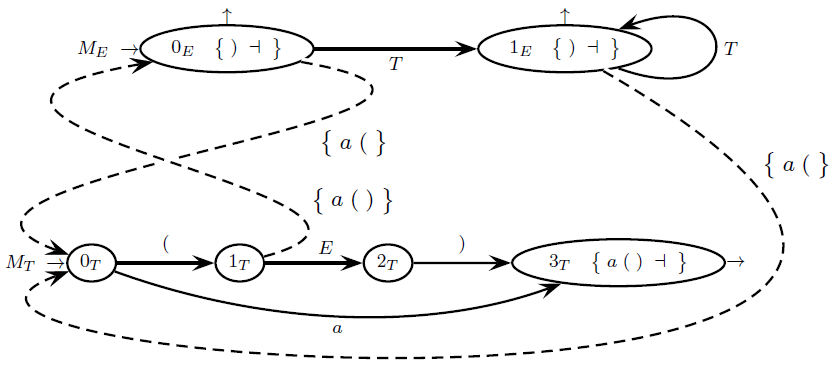 ↑ ↑
M_E → 0_E { ) ⊣ } T 1_E { ) ⊣ } T
{ a ( }
{ a ( }
{ a ( ) }
M_T → 0_T ( 1_T E 2_T ) 3_T { a ( ) ⊣ } →
a